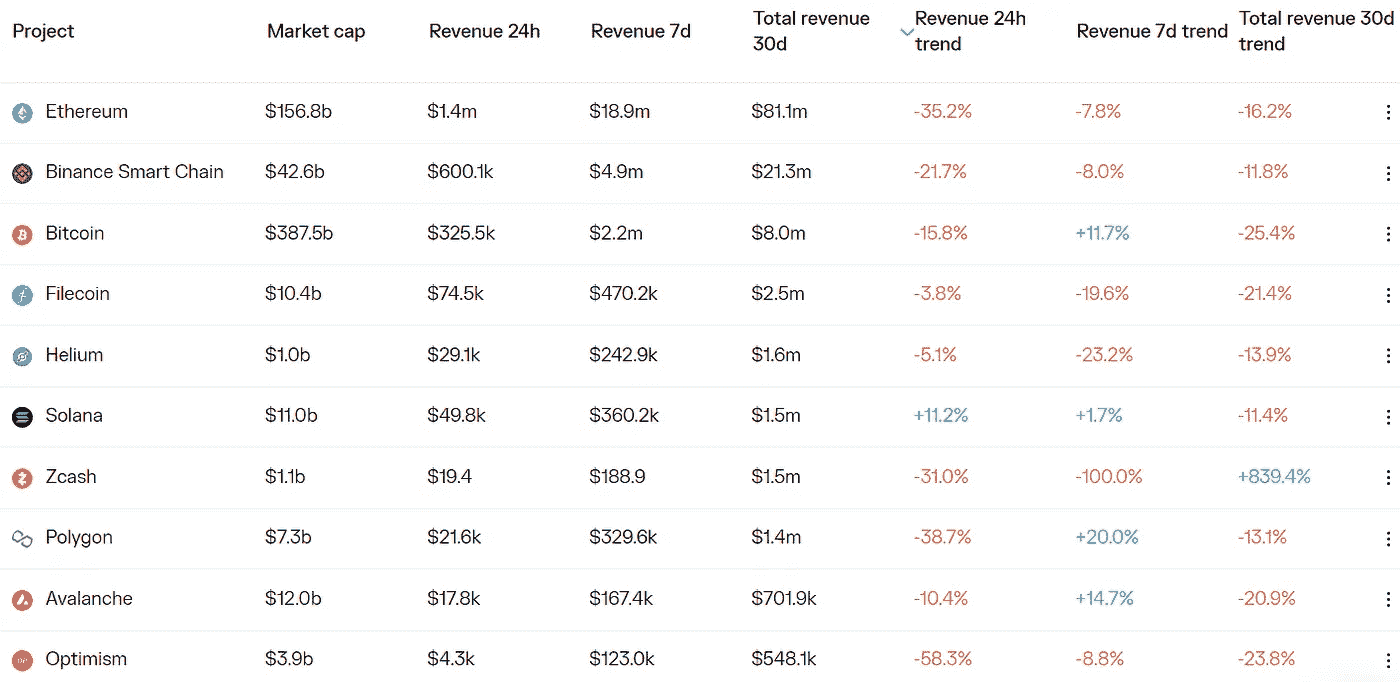 Project Market cap Revenue 24h Revenue 7d Total revenue 30d Revenue 24h trend Revenue 7d trend Total revenue 30d trend
Ethereum $156.8b $1.4m $18.9m $81.1m -35.2% -7.8% -16.2%
Binance Smart Chain $42.6b $600.1k $4.9m $21.3m -21.7% -8.0% -11.8%
Bitcoin $387.5b $325.5k $2.2m $8.0m -15.8% +11.7% -25.4%
Filecoin $10.4b $74.5k $470.2k $2.5m -3.8% -19.6% -21.4%
Helium $1.0b $29.1k $242.9k $1.6m -5.1% -23.2% -13.9%
Solana $11.0b $49.8k $360.2k $1.5m +11.2% +1.7% -11.4%
Zcash $1.1b $19.4 $188.9 $1.5m -31.0% -100.0% +839.4%
Polygon $7.3b $21.6k $329.6k $1.4m -38.7% +20.0% -13.1%
Avalanche $12.0b $17.8k $167.4k $701.9k -10.4% +14.7% -20.9%
OP Optimism $3.9b $4.3k $123.0k $548.1k -58.3% -8.8% -23.8%